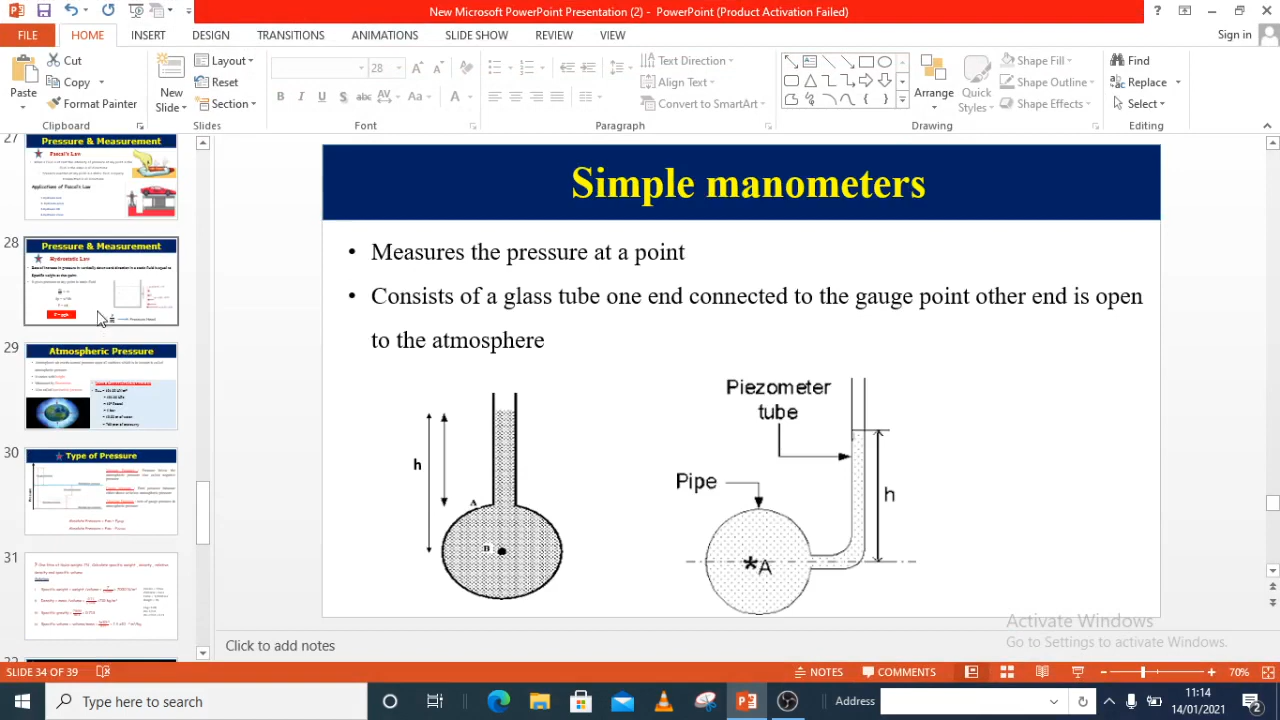 New Microsoft PowerPoint Presentation (2) - PowerPoint (Product Activation Failed)
?
FILE HOME INSERT DESIGN TRANSITIONS ANIMATIONS SLIDE SHOW REVIEW VIEW Sign in
Paste
Cut
Copy
Format Painter
Clipboard
New Slide
Layout
Reset
Section
Slides
28
B I U S abc AV Aa A
Font
Text Direction
Align Text
Convert to SmartArt
Paragraph
Arrange
Quick Styles
Shape Fill
Shape Outline
Shape Effects
Drawing
Find
Replace
Select
Editing
27
Pressure & Measurement
Pascal's Law
Applications of Pascal's Law
28
Pressure & Measurement
Hydrostatic Law
29
Atmospheric Pressure
30
Type of Pressure
31
Simple manometers
• Measures the pressure at a point
• Consists of a glass tube one end connected to the gauge point other end is open
to the atmosphere
h
A
B
Piezometer
tube
Pipe
h
*A
Activate Windows
Go to Settings to activate Windows.
Click to add notes
SLIDE 34 OF 39 NOTES COMMENTS 70%
Type here to search
Address
11:14
14/01/2021
2